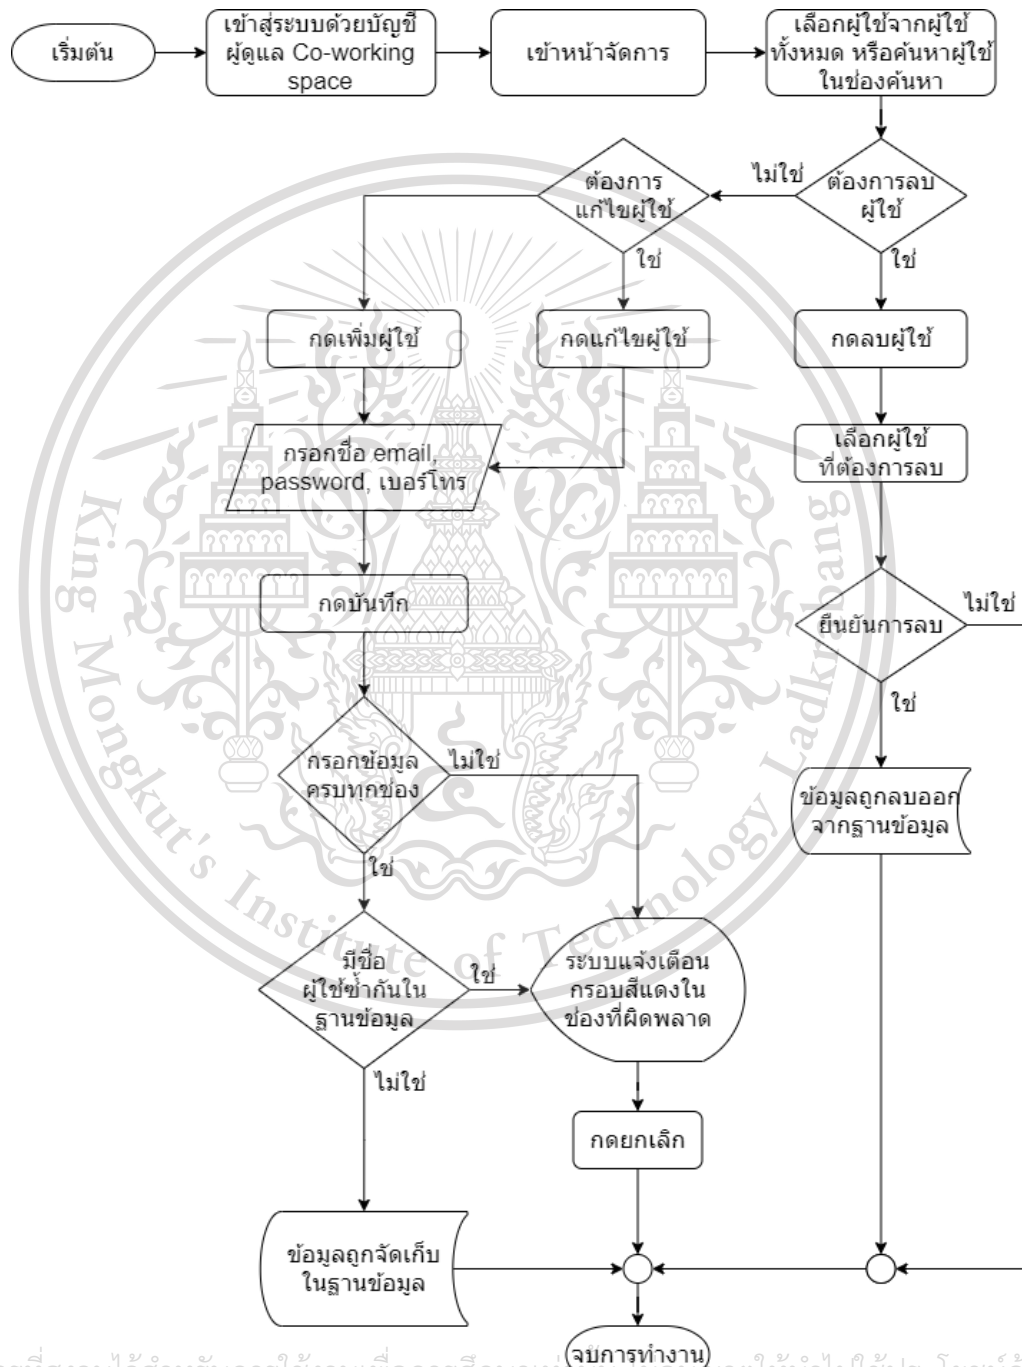 เริ่มต้น
เข้าสู่ระบบด้วยบัญชี
ผู้ดูแล Co-working
space
เข้าหน้าจัดการ
เลือกผู้ใช้จากผู้ใช้
ทั้งหมด หรือค้นหาผู้ใช้
ในช่องค้นหา
ต้องการลบ
ผู้ใช้
ไม่ใช่
ใช่
ต้องการ
แก้ไขผู้ใช้
ใช่
กดเพิ่มผู้ใช้
กดแก้ไขผู้ใช้
กดลบผู้ใช้
กรอกชื่อ email,
password, เบอร์โทร
เลือกผู้ใช้
ที่ต้องการลบ
กดบันทึก
ยืนยันการลบ
ไม่ใช่
ใช่
กรอกข้อมูล
ครบทุกช่อง
ไม่ใช่
ใช่
ข้อมูลถูกลบออก
จากฐานข้อมูล
มีชื่อ
ผู้ใช้ซ้ำกันใน
ฐานข้อมูล
ใช่
ไม่ใช่
ระบบแจ้งเตือน
กรอบสีแดงใน
ช่องที่ผิดพลาด
กดยกเลิก
ข้อมูลถูกจัดเก็บ
ในฐานข้อมูล
จบการทำงาน
King Mongkut's Institute of Technology Ladkrabang